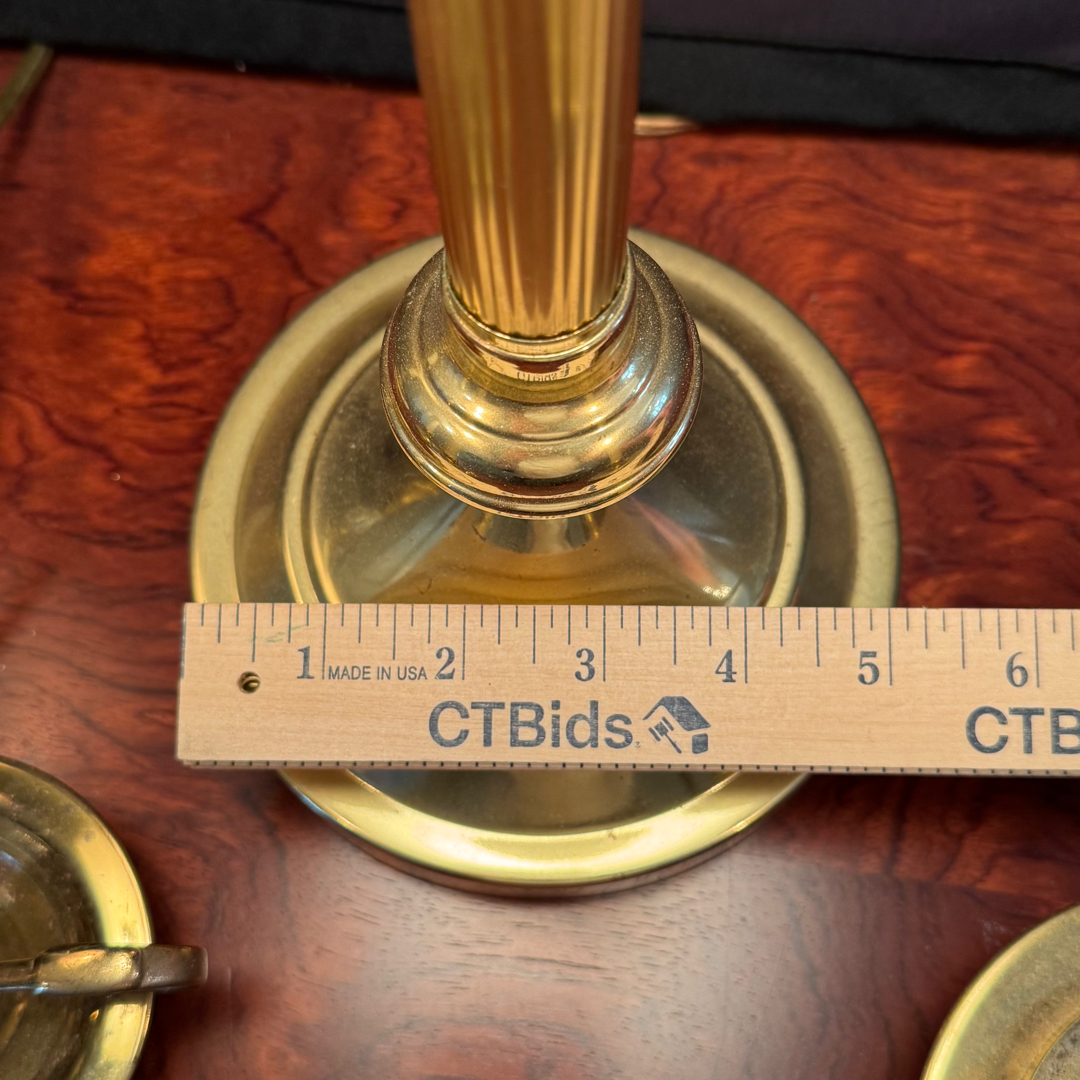 1 2 3 4 5 6
MADE IN USA
CTBids CTB